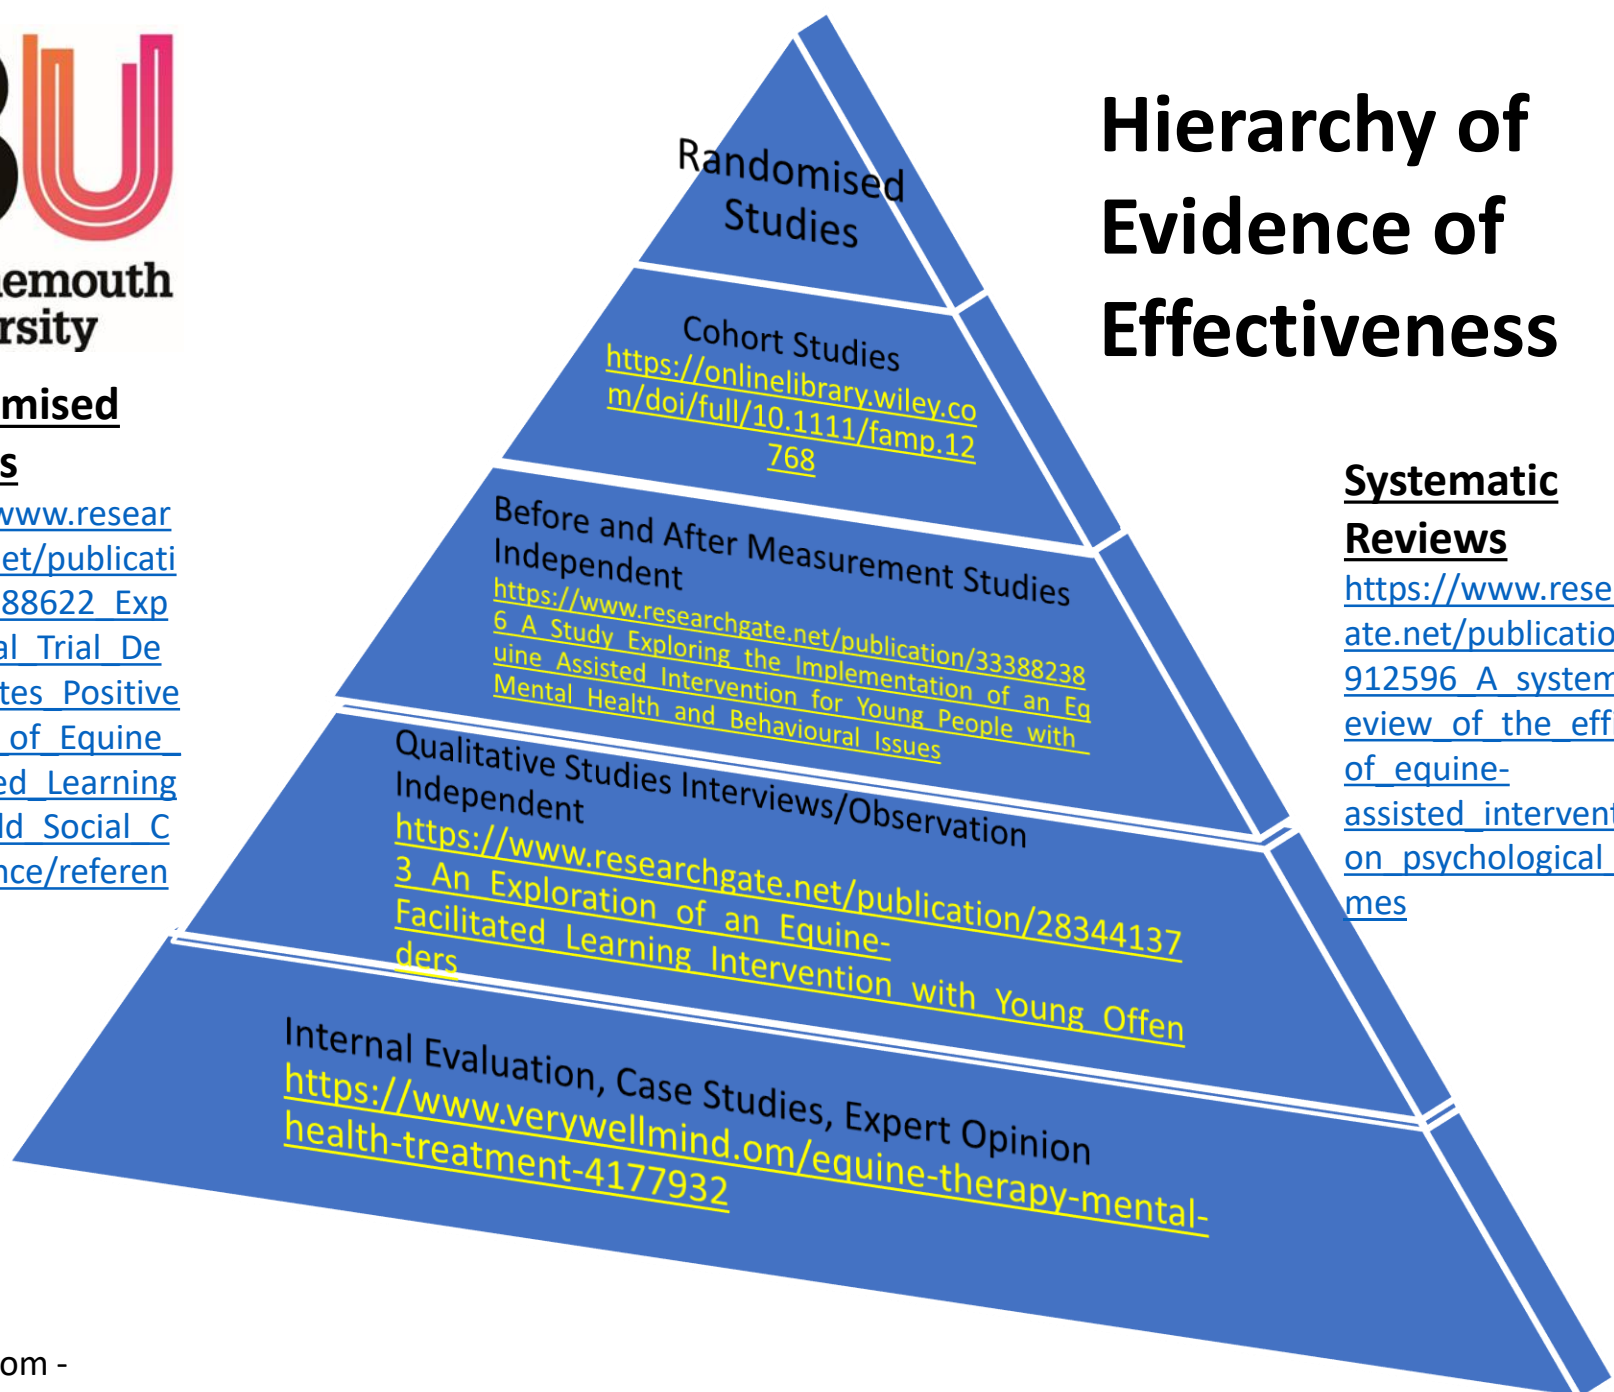 BU
nemouth
rsity
mised
s
www.resear
et/publicati
88622_Exp
al_Trial_De
tes_Positive
_of_Equine_
ed_Learning
ld_Social_C
nce/referen
Randomised
Studies
Cohort Studies
https://onlinelibrary.wiley.co
m/doi/full/10.1111/famp.12
768
Before and After Measurement Studies
Independent
https://www.researchgate.net/publication/33388238
6_A_Study_Exploring_the_Implementation_of_an_Eq
uine_Assisted_Intervention_for_Young_People_with_
Mental_Health_and_Behavioural_Issues
Qualitative Studies Interviews/Observation
Independent
https://www.researchgate.net/publication/28344137
3_An_Exploration_of_an_Equine-
Facilitated_Learning_Intervention_with_Young_Offen
ders
Internal Evaluation, Case Studies, Expert Opinion
https://www.verywellmind.om/equine-therapy-mental-
health-treatment-4177932
Hierarchy of
Evidence of
Effectiveness
Systematic
Reviews
https://www.rese
ate.net/publicatio
912596_A_system
eview_of_the_effi
of_equine-
assisted_intervent
on_psychological_
mes
om -